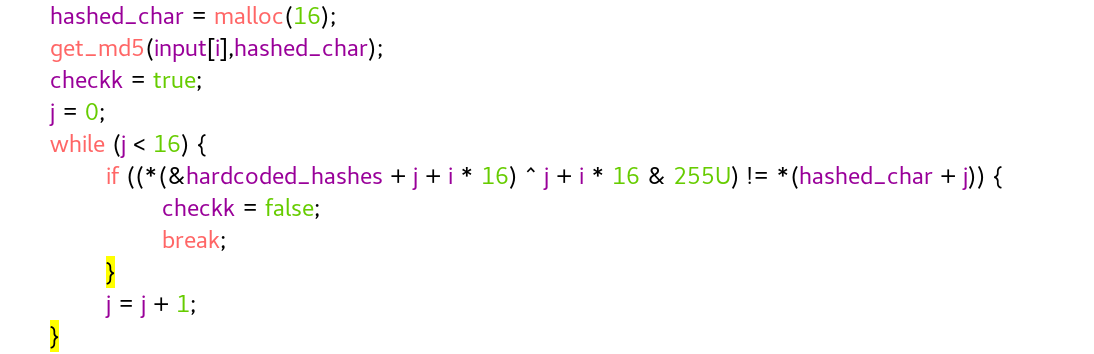 hashed_char = malloc(16);
get_md5(input[i],hashed_char);
checkk = true;
j = 0;
while (j < 16) {
if ((*(&hardcoded_hashes + j + i * 16) ^ j + i * 16 & 255U) != *(hashed_char + j)) {
checkk = false;
break;
}
j = j + 1;
}